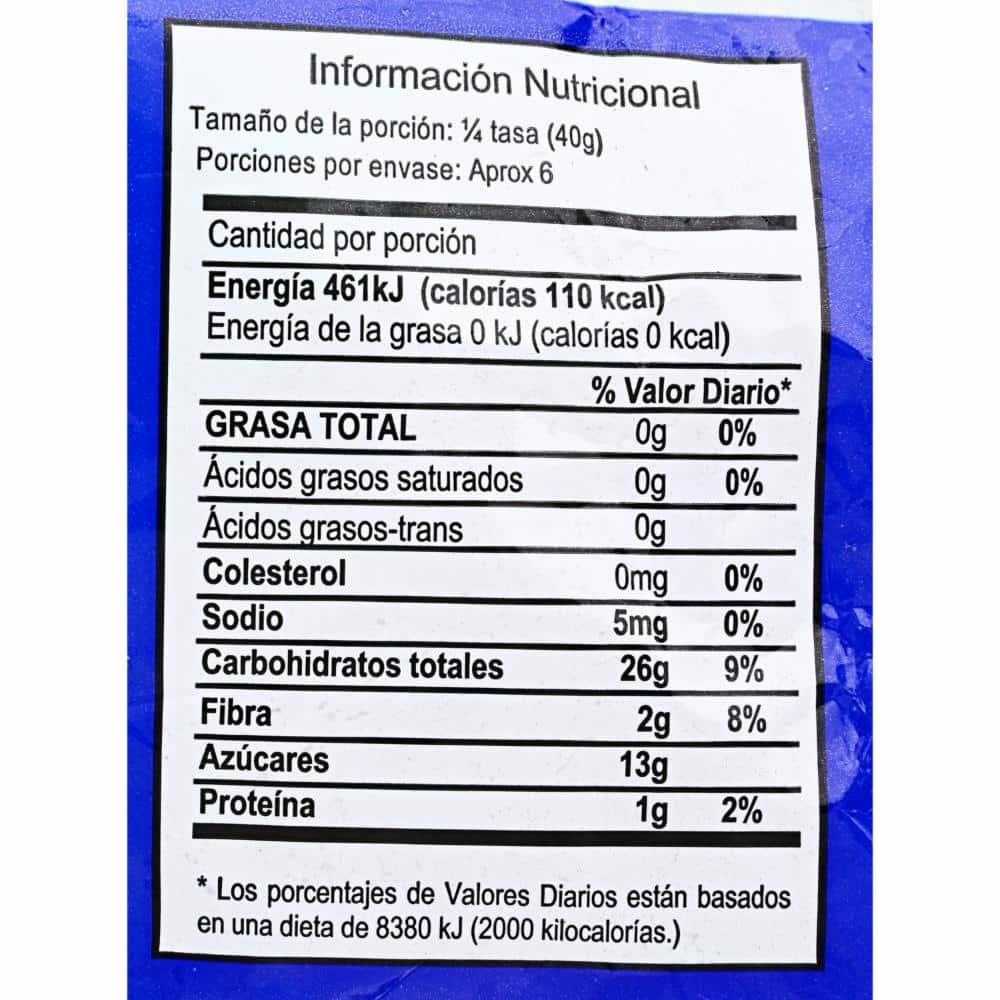 Información Nutricional
Tamaño de la porción: ¼ tasa (40g)
Porciones por envase: Aprox 6
Cantidad por porción
Energía 461kJ (calorías 110 kcal)
Energía de la grasa 0 kJ (calorías 0 kcal)
% Valor Diario*
GRASA TOTAL 0g 0%
Ácidos grasos saturados 0g 0%
Ácidos grasos-trans 0g
Colesterol 0mg 0%
Sodio 5mg 0%
Carbohidratos totales 26g 9%
Fibra 2g 8%
Azúcares 13g
Proteína 1g 2%
* Los porcentajes de Valores Diarios están basados
en una dieta de 8380 kJ (2000 kilocalorías.)